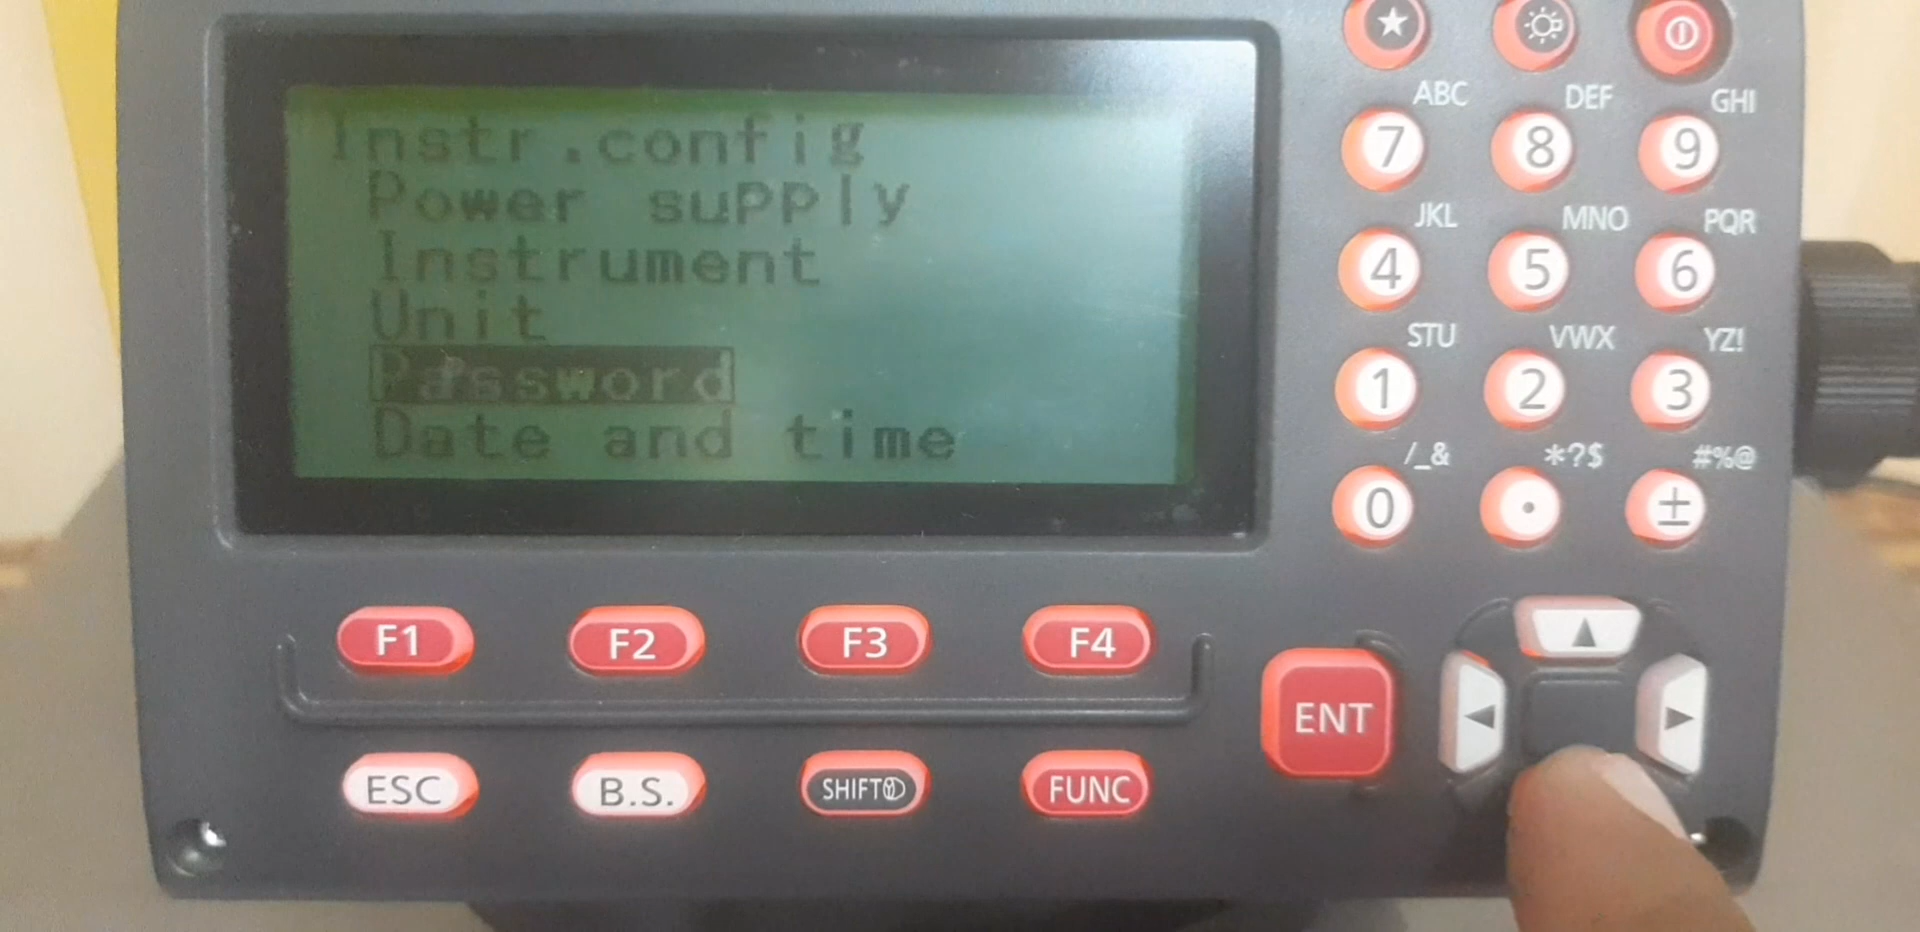 Instr.config
Power supply
Instrument
Unit
Password
Date and time
ABC DEF GHI
7 8 9
JKL MNO PQR
4 5 6
STU VWX YZ!
1 2 3
/_& *?$ #%@
0 . ±
F1 F2 F3 F4
ENT
ESC B.S. SHIFT FUNC